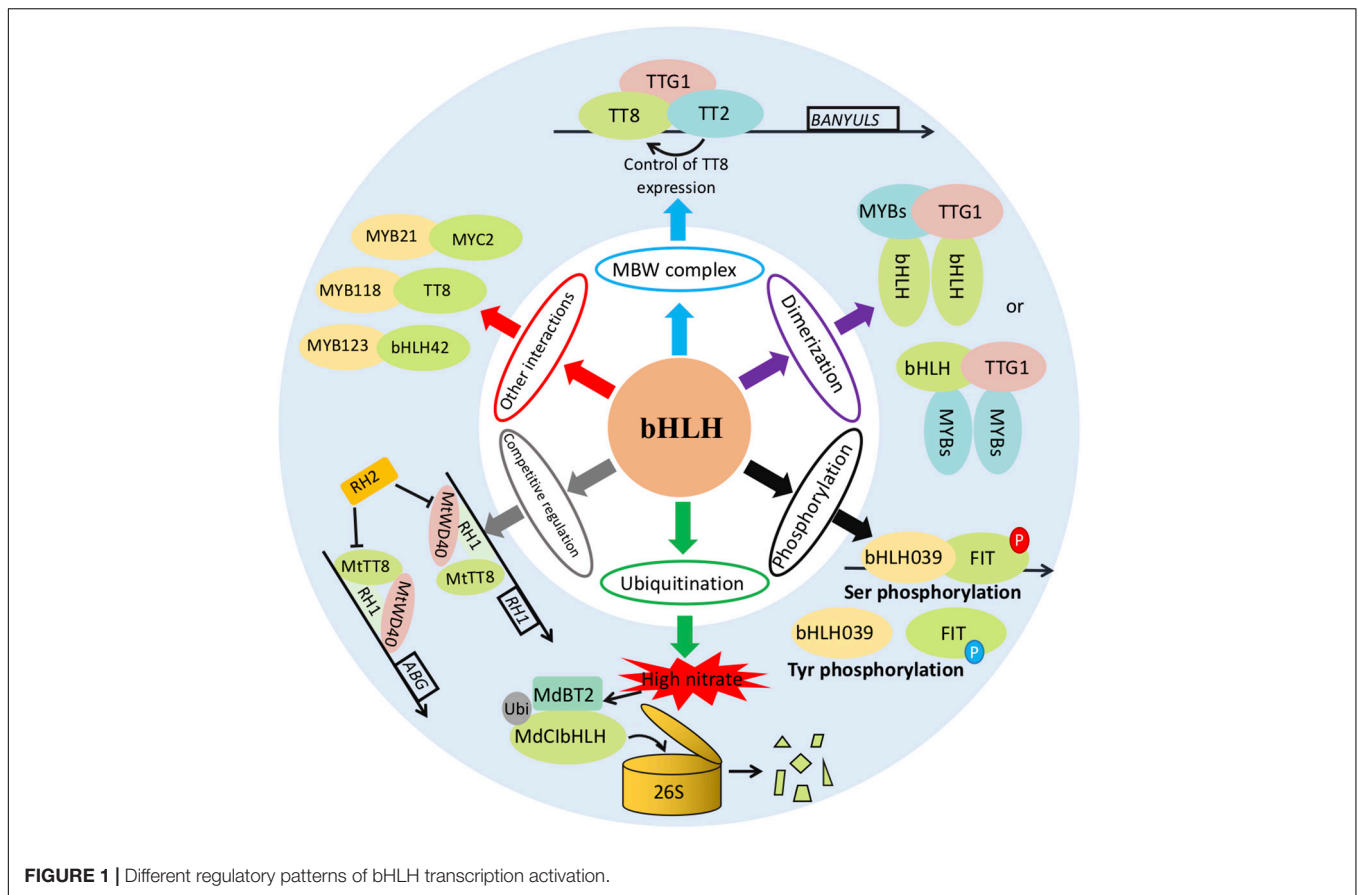 TTG1
TT8
TT2
BANYULS
Control of TT8
expression
MBW complex
MYBs
TTG1
bHLH
bHLH
or
bHLH
TTG1
MYBs
MYBs
Dimerization
MYB21
MYC2
MYB118
TT8
MYB123
bHLH42
Other interactions
bHLH
Competitive regulation
RH2
MtWD40
RH1
MtTT8
RH1
MtTT8
RH1
MtWD40
ABG
Phosphorylation
bHLH039
FIT
P
Ser phosphorylation
bHLH039
FIT
P
Tyr phosphorylation
Ubiquitination
High nitrate
MdBT2
Ubi
MdCIbHLH
26S
FIGURE 1 | Different regulatory patterns of bHLH transcription activation.